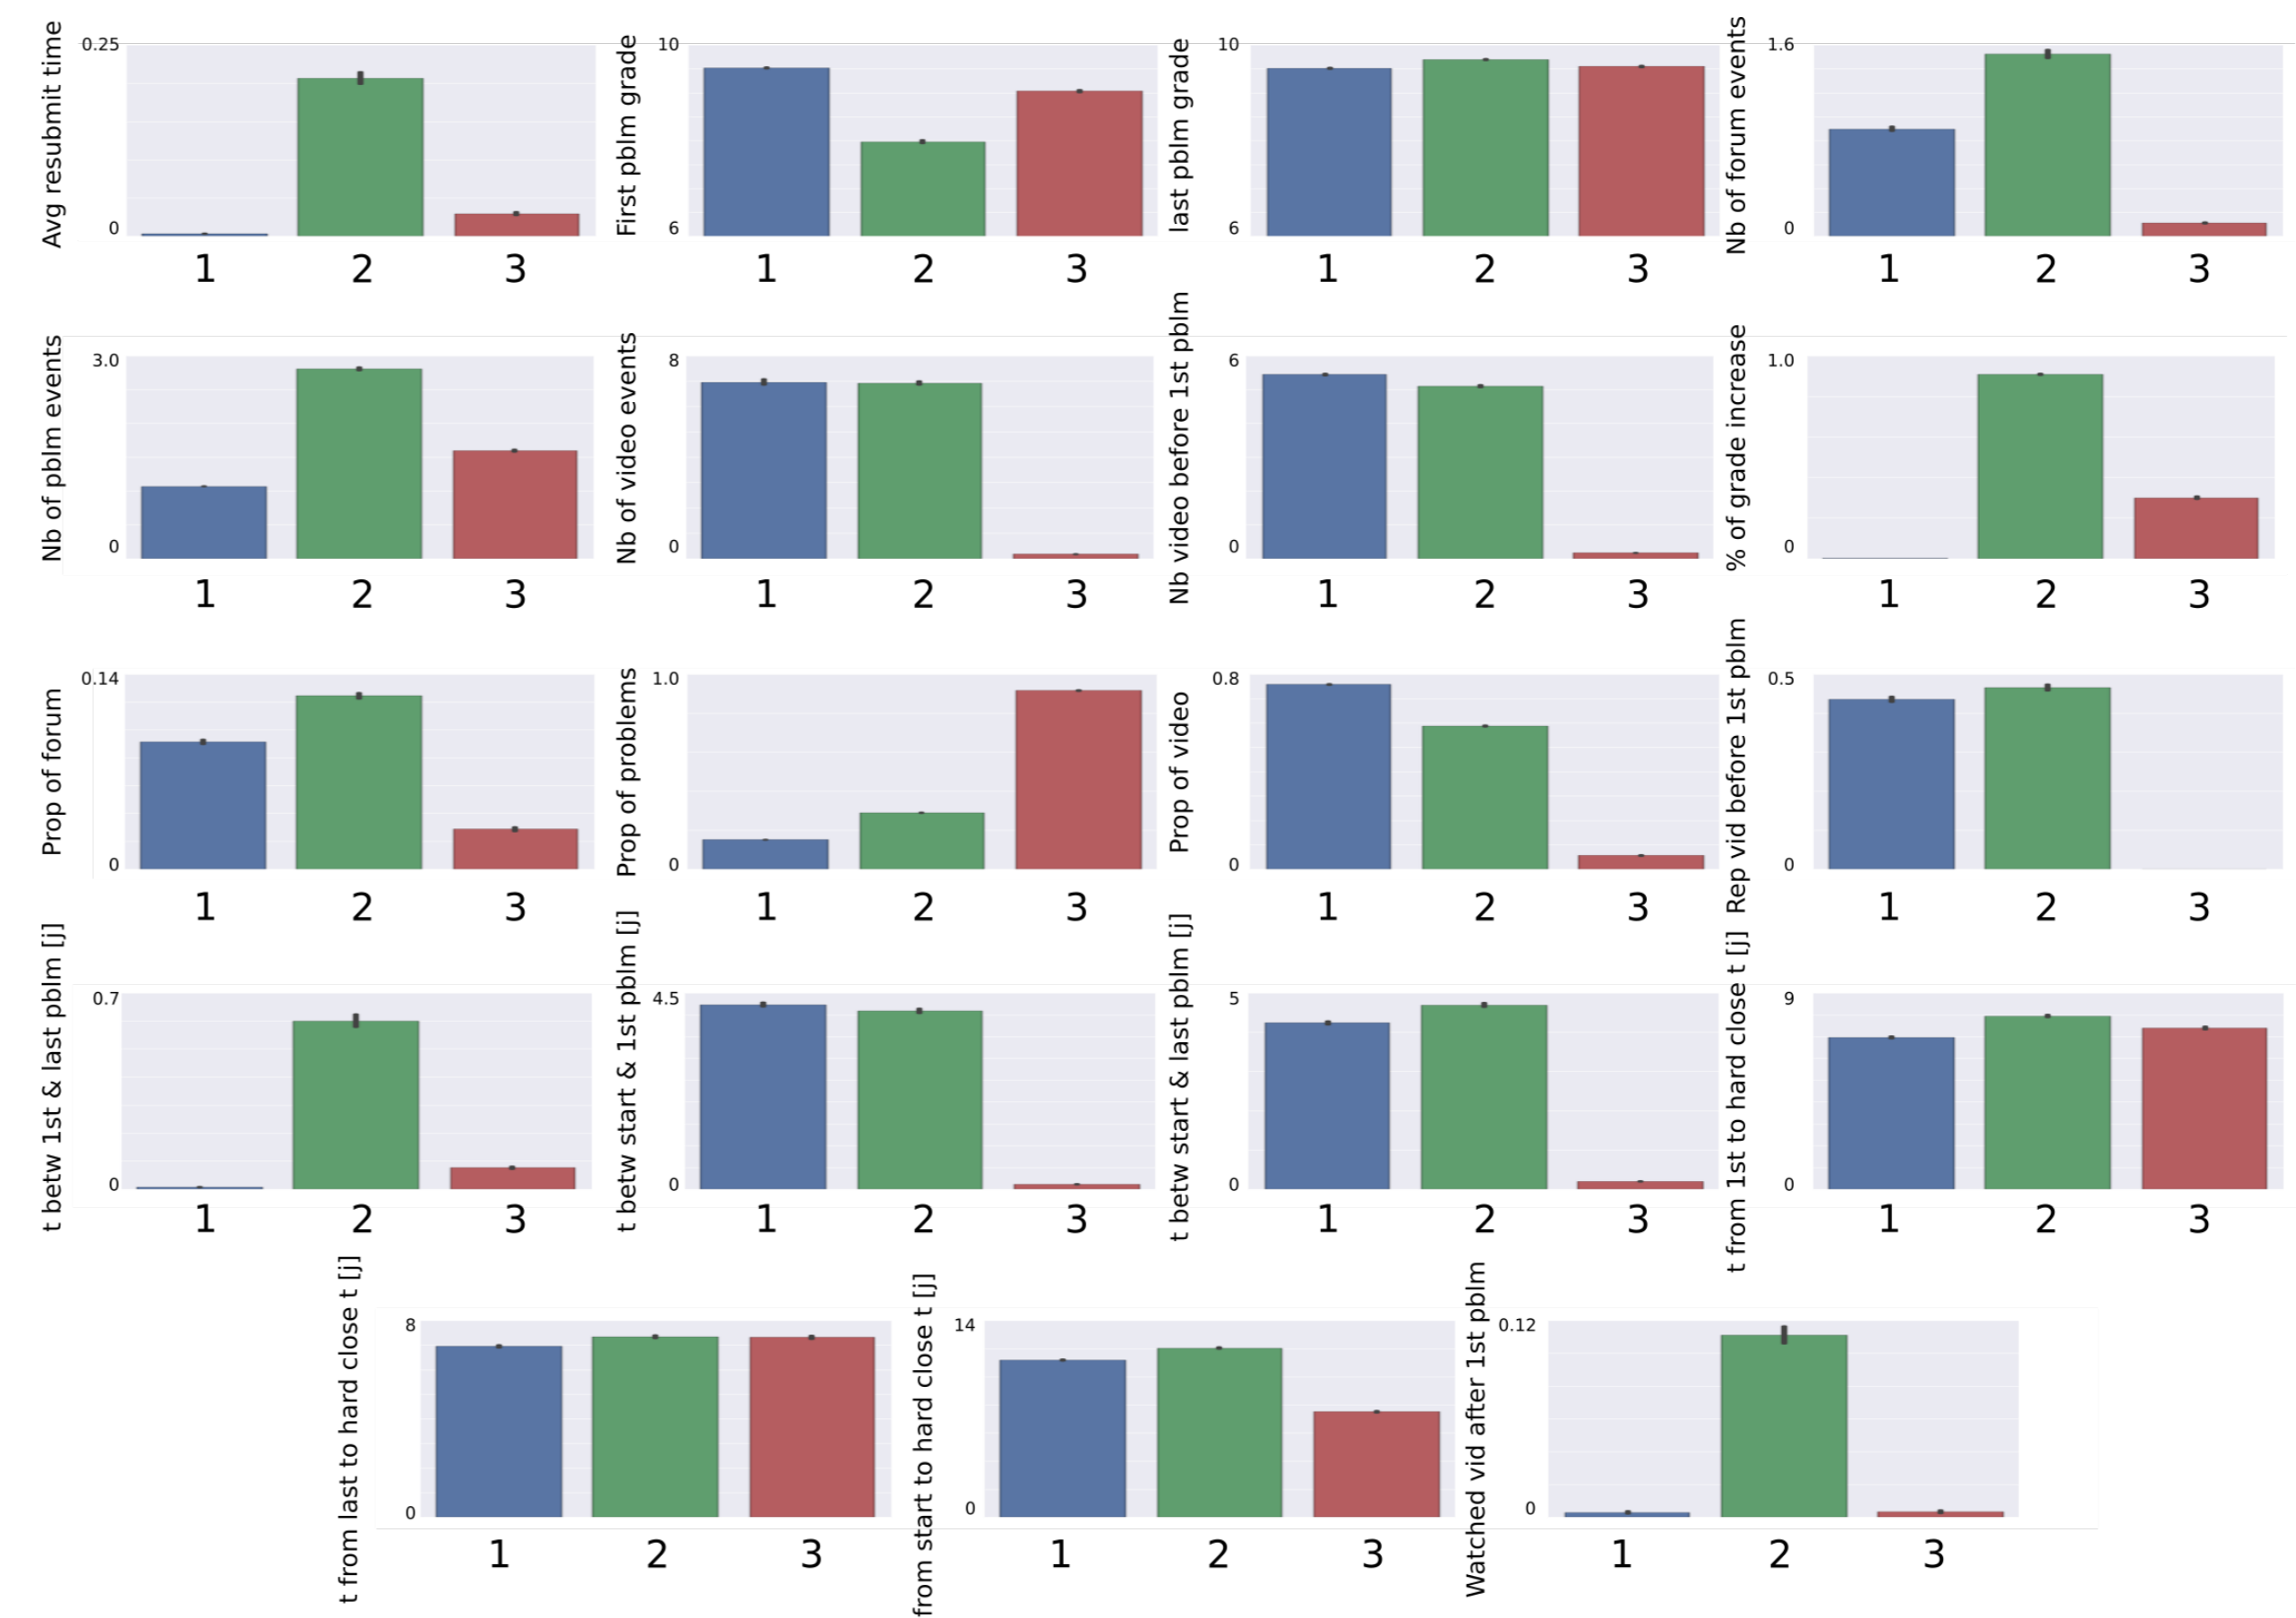 Avg resubmit time
0.25
0
1 2 3
First pblm grade
10
6
1 2 3
last pblm grade
10
6
1 2 3
Nb of forum events
1.6
0
1 2 3
Nb of pblm events
3.0
0
1 2 3
Nb of video events
8
0
1 2 3
Nb video before 1st pblm
6
0
1 2 3
% of grade increase
1.0
0
1 2 3
Prop of forum
0.14
0
1 2 3
Prop of problems
1.0
0
1 2 3
Prop of video
0.8
0
1 2 3
Rep vid before 1st pblm
0.5
0
1 2 3
t betw 1st & last pblm [j]
0.7
0
1 2 3
t betw start & 1st pblm [j]
4.5
0
1 2 3
t betw start & last pblm [j]
5
0
1 2 3
t from 1st to hard close t [j]
9
0
1 2 3
t from last to hard close t [j]
8
0
1 2 3
from start to hard close t [j]
14
0
1 2 3
Watched vid after 1st pblm
0.12
0
1 2 3